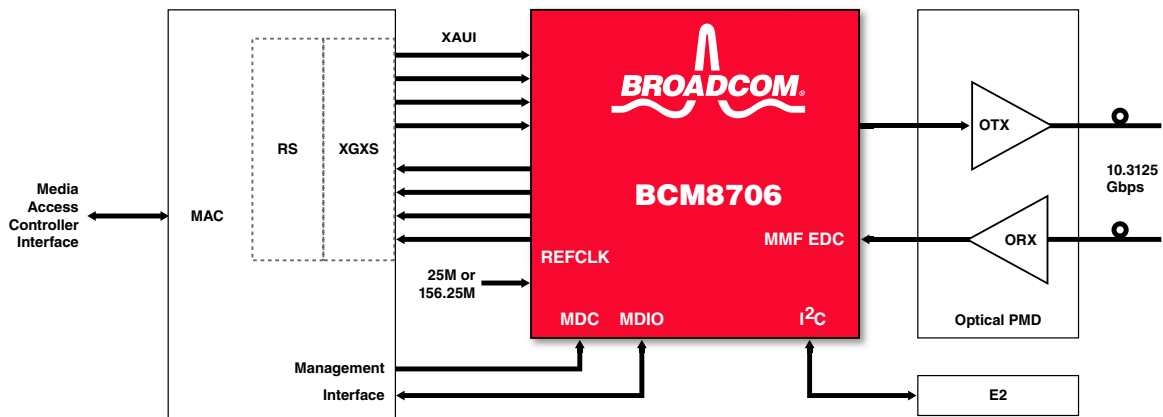 XAUI
BROADCOM®
RS
XGXS
OTX
10.3125
Gbps
Media
Access
Controller
Interface
MAC
BCM8706
MMF EDC
ORX
REFCLK
25M or
156.25M
MDC
MDIO
I²C
Optical PMD
Management
Interface
E2